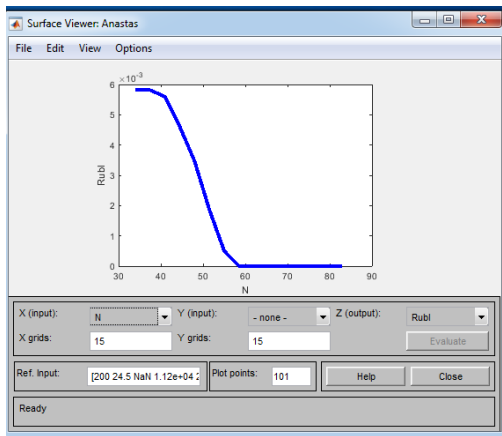 Surface Viewer: Anastas
File Edit View Options
×10⁻³
6
5
4
3
2
1
0
Rubl
30 40 50 60 70 80 90
N
X (input): N Y (input): - none - Z (output): Rubl
X grids: 15 Y grids: 15 Evaluate
Ref. Input: [200 24.5 NaN 1.12e+04 2 Plot points: 101 Help Close
Ready